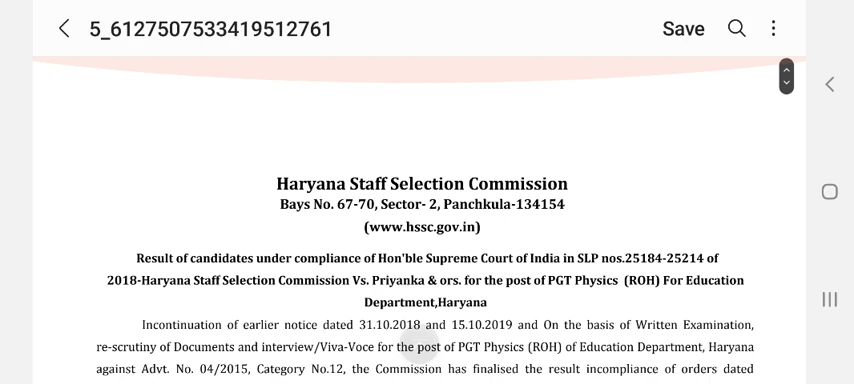 5_6127507533419512761
Save
Haryana Staff Selection Commission
Bays No. 67-70, Sector- 2, Panchkula-134154
(www.hssc.gov.in)
Result of candidates under compliance of Hon'ble Supreme Court of India in SLP nos.25184-25214 of
2018-Haryana Staff Selection Commission Vs. Priyanka & ors. for the post of PGT Physics (ROH) For Education
Department,Haryana
Incontinuation of earlier notice dated 31.10.2018 and 15.10.2019 and On the basis of Written Examination,
re-scrutiny of Documents and interview/Viva-Voce for the post of PGT Physics (ROH) of Education Department, Haryana
against Advt. No. 04/2015, Category No.12, the Commission has finalised the result incompliance of orders dated